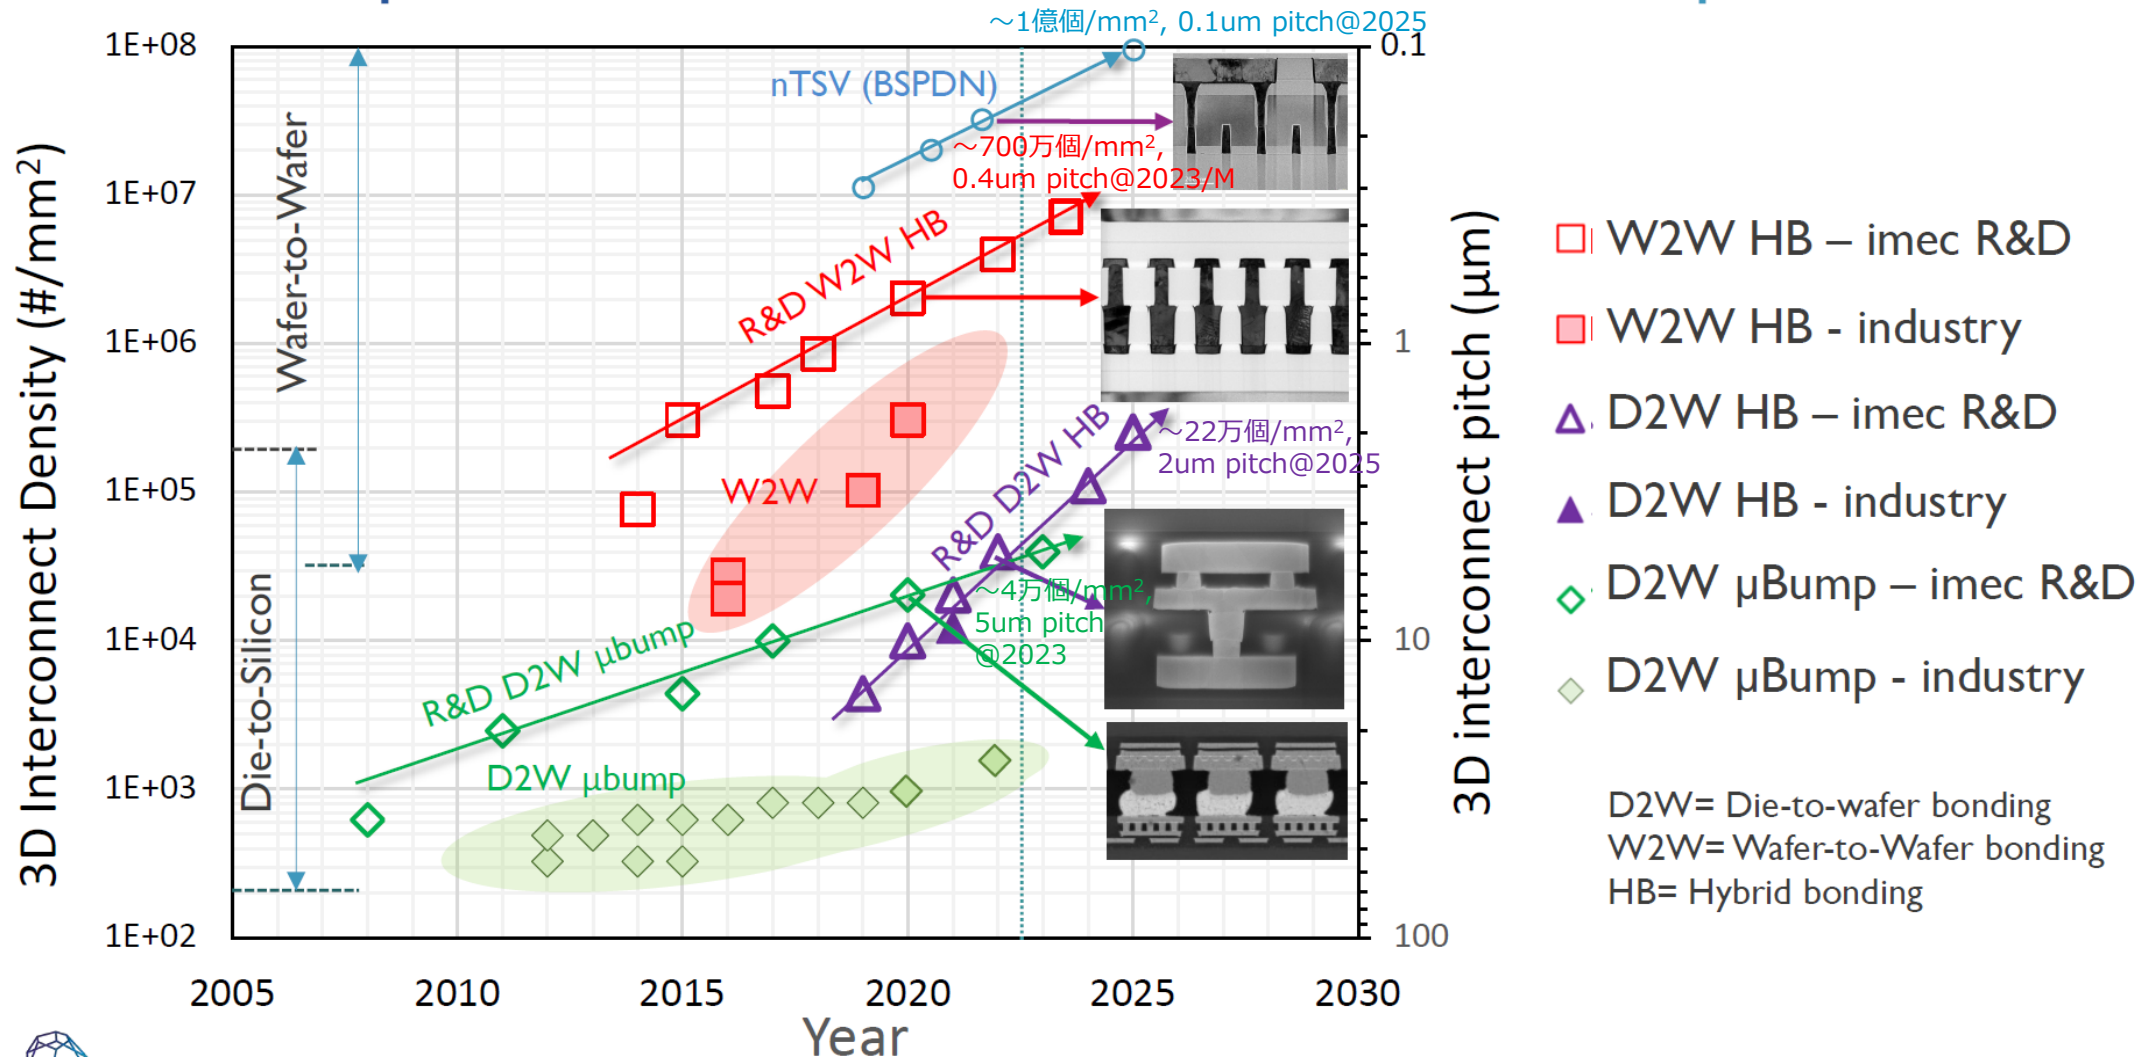 ~1億個/mm², 0.1um pitch@2025
1E+08
1E+07
1E+06
1E+05
1E+04
1E+03
1E+02
3D Interconnect Density (#/mm²)
Wafer-to-Wafer
Die-to-Silicon
nTSV (BSPDN)
~700万個/mm²,
0.4um pitch@2023/M
R&D W2W HB
W2W
R&D D2W HB
~22万個/mm²,
2um pitch@2025
~4万個/mm²,
5um pitch
@2023
R&D D2W µbump
D2W µbump
0.1
1
10
100
3D interconnect pitch (µm)
2005
2010
2015
2020
2025
2030
Year
W2W HB – imec R&D
W2W HB - industry
D2W HB – imec R&D
D2W HB - industry
D2W µBump – imec R&D
D2W µBump - industry
D2W= Die-to-wafer bonding
W2W= Wafer-to-Wafer bonding
HB= Hybrid bonding